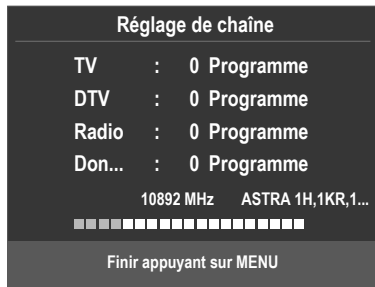 Réglage de chaîne
TV : 0 Programme
DTV : 0 Programme
Radio : 0 Programme
Don... : 0 Programme
10892 MHz ASTRA 1H,1KR,1...
Finir appuyant sur MENU